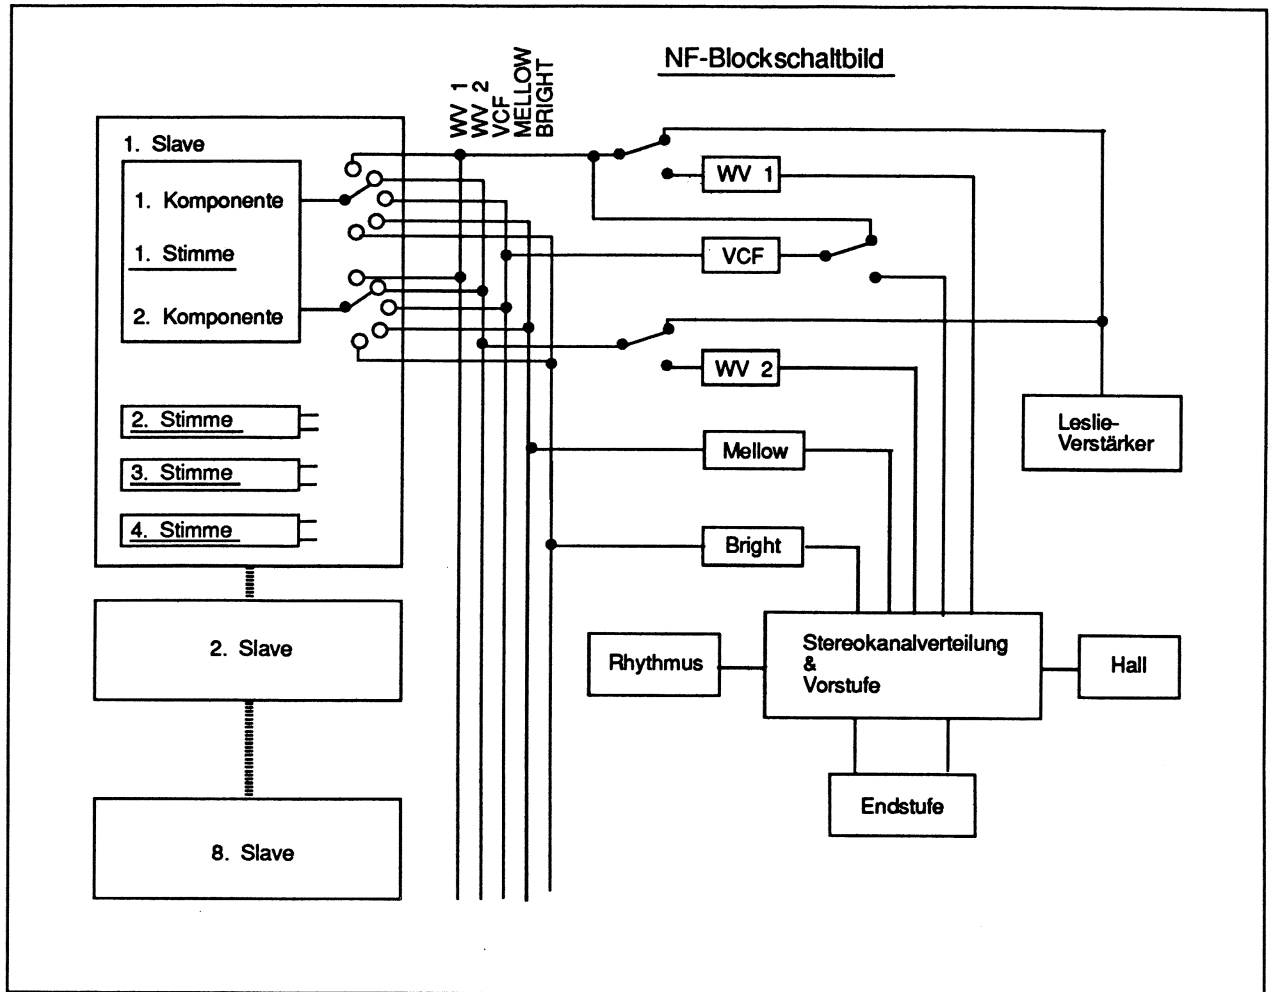 NF-Blockschaltbild
WV 1
WV 2
VCF
MELLOW
BRIGHT
1. Slave
1. Komponente
1. Stimme
2. Komponente
2. Stimme
3. Stimme
4. Stimme
2. Slave
8. Slave
WV 1
VCF
WV 2
Mellow
Bright
Leslie-
Verstärker
Rhythmus
Stereokanalverteilung
&
Vorstufe
Hall
Endstufe